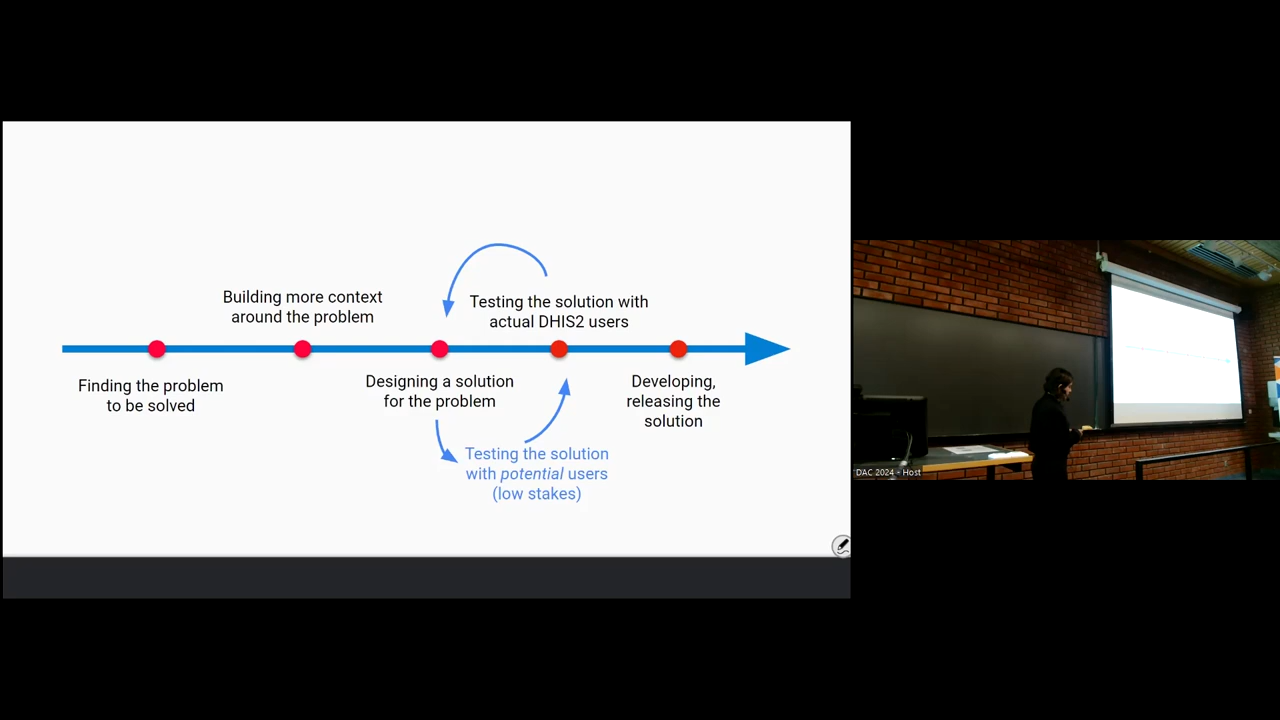 Building more context
around the problem
Testing the solution with
actual DHIS2 users
Finding the problem
to be solved
Designing a solution
for the problem
Developing,
releasing the
solution
Testing the solution
with potential users
(low stakes)
DAC 2024 - Host